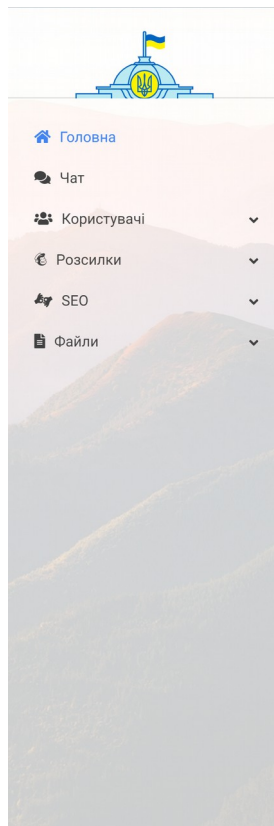 Головна
Чат
Користувачі
Розсилки
SEO
Файли